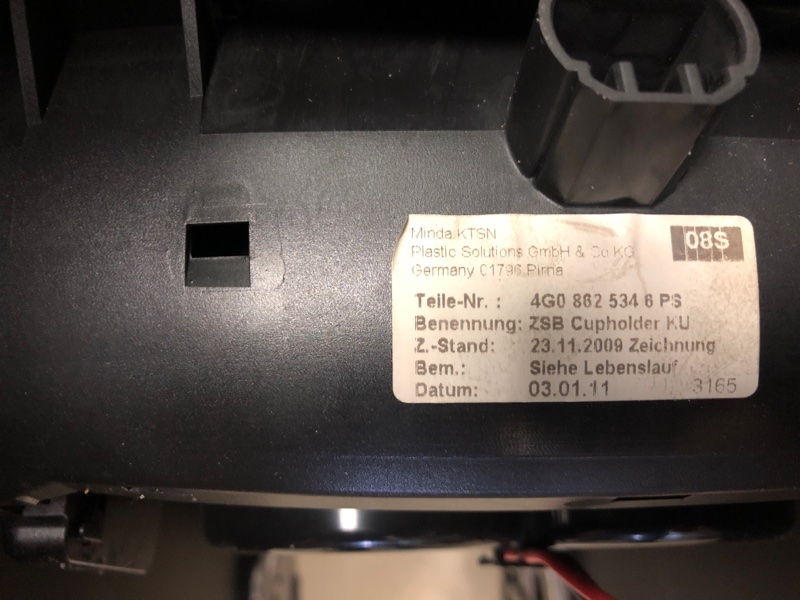 Minda KTSN
Plastic Solutions GmbH & Co KG
Germany 01796 Pirna
08S
Teile-Nr. : 4G0 862 534 6 PS
Benennung: ZSB Cupholder KU
Z.-Stand: 23.11.2009 Zeichnung
Bem.: Siehe Lebenslauf
Datum: 03.01.11 3165